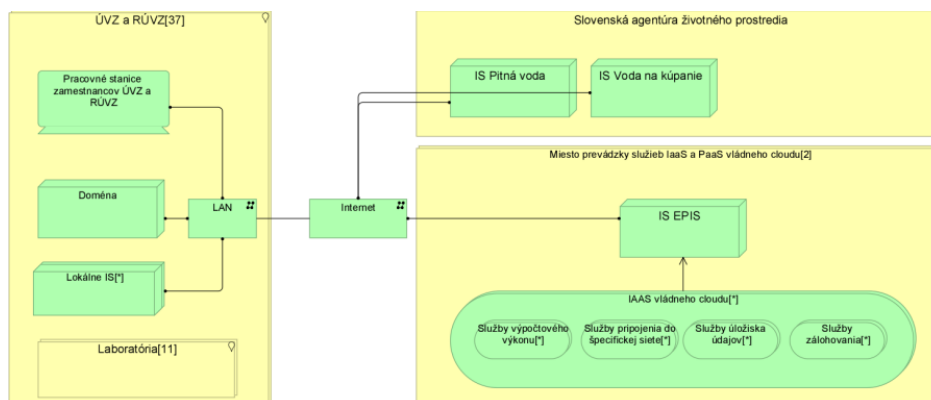 ÚVZ a RÚVZ[37]
Pracovné stanice
zamestnancov ÚVZ a
RÚVZ
Doména
LAN
Lokálne IS[*]
Laboratória[11]
Internet
Slovenská agentúra životného prostredia
IS Pitná voda
IS Voda na kúpanie
Miesto prevádzky služieb IaaS a PaaS vládneho cloudu[2]
IS EPIS
IAAS vládneho cloudu[*]
Služby výpočtového
výkonu[*]
Služby pripojenia do
špecifickej siete[*]
Služby úložiska
údajov[*]
Služby
zálohovania[*]